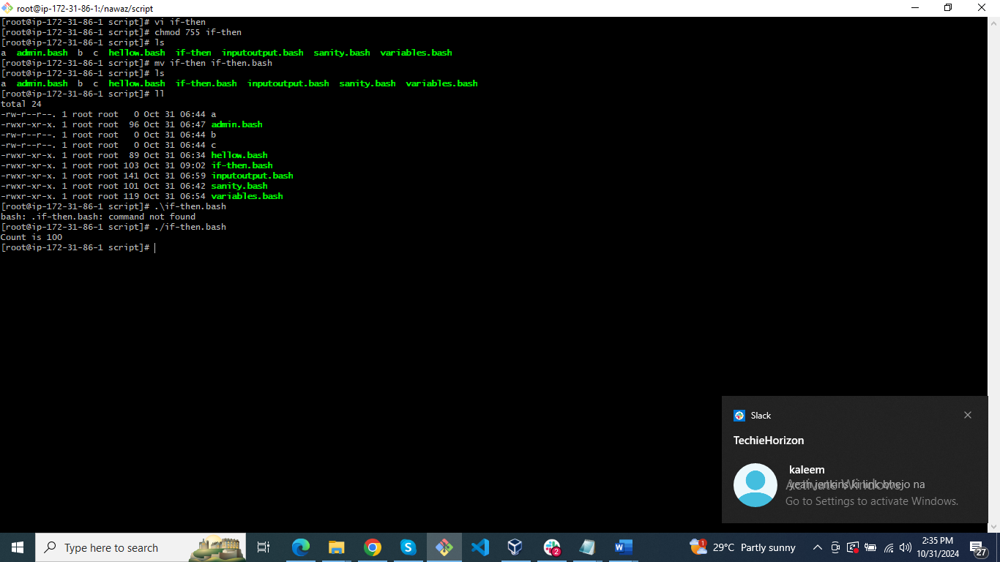 root@ip-172-31-86-1:/nawaz/script
[root@ip-172-31-86-1 script]# vi if-then
[root@ip-172-31-86-1 script]# chmod 755 if-then
[root@ip-172-31-86-1 script]# ls
a  admin.bash  b  c  hellow.bash  if-then  inputoutput.bash  sanity.bash  variables.bash
[root@ip-172-31-86-1 script]# mv if-then if-then.bash
[root@ip-172-31-86-1 script]# ls
a  admin.bash  b  c  hellow.bash  if-then.bash  inputoutput.bash  sanity.bash  variables.bash
[root@ip-172-31-86-1 script]# ll
total 24
-rw-r--r--. 1 root root   0 Oct 31 06:44 a
-rwxr-xr-x. 1 root root  96 Oct 31 06:47 admin.bash
-rw-r--r--. 1 root root   0 Oct 31 06:44 b
-rw-r--r--. 1 root root   0 Oct 31 06:44 c
-rwxr-xr-x. 1 root root  89 Oct 31 06:34 hellow.bash
-rwxr-xr-x. 1 root root 103 Oct 31 09:02 if-then.bash
-rwxr-xr-x. 1 root root 141 Oct 31 06:59 inputoutput.bash
-rwxr-xr-x. 1 root root 101 Oct 31 06:42 sanity.bash
-rwxr-xr-x. 1 root root 119 Oct 31 06:54 variables.bash
[root@ip-172-31-86-1 script]# .\if-then.bash
bash: .if-then.bash: command not found
[root@ip-172-31-86-1 script]# ./if-then.bash
Count is 100
[root@ip-172-31-86-1 script]#
Slack
TechieHorizon
kaleem
yeah jenkins ki link bhejo na
Activate Windows
Go to Settings to activate Windows.
Type here to search
2
1
29°C Partly sunny
2:35 PM
10/31/2024
27